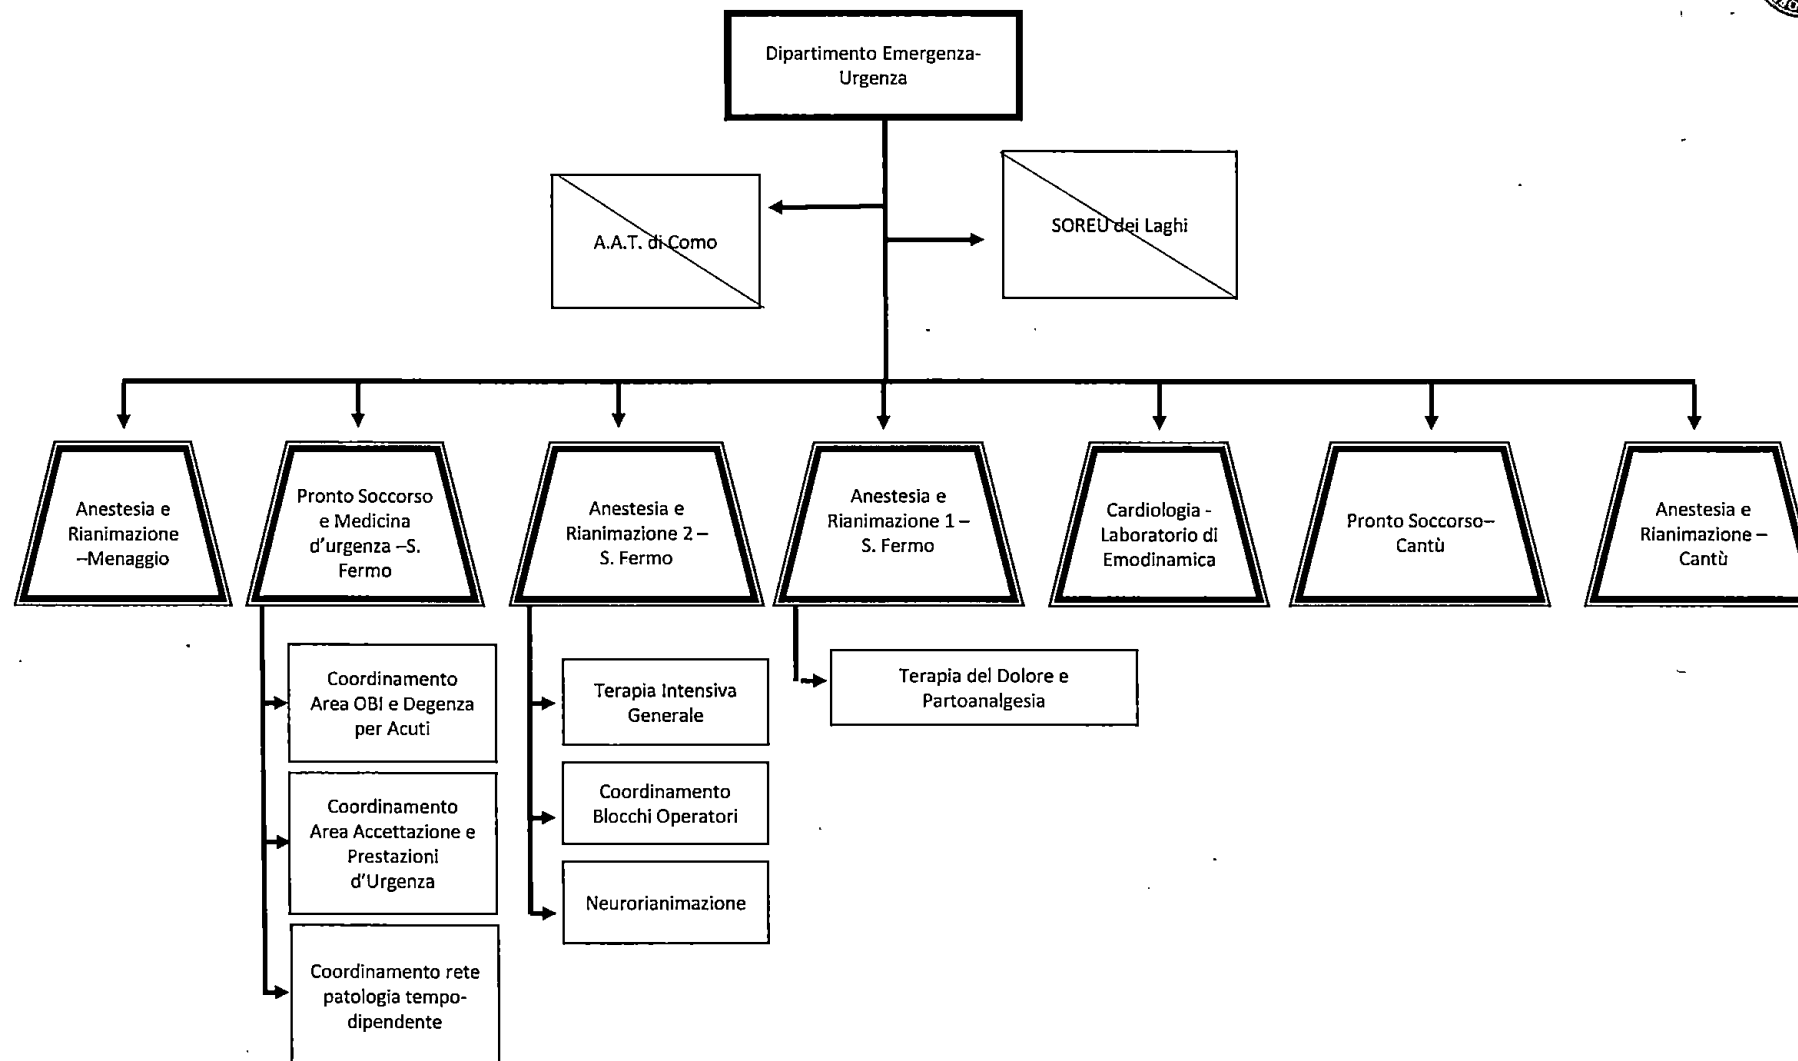 Dipartimento Emergenza-
Urgenza
A.A.T. di Como
SOREU dei Laghi
Anestesia e
Rianimazione
–Menaggio
Pronto Soccorso
e Medicina
d'urgenza –S.
Fermo
Anestesia e
Rianimazione 2 –
S. Fermo
Anestesia e
Rianimazione 1 –
S. Fermo
Cardiologia -
Laboratorio di
Emodinamica
Pronto Soccorso–
Cantù
Anestesia e
Rianimazione –
Cantù
Coordinamento
Area OBI e Degenza
per Acuti
Coordinamento
Area Accettazione e
Prestazioni
d'Urgenza
Coordinamento rete
patologia tempo-
dipendente
Terapia Intensiva
Generale
Coordinamento
Blocchi Operatori
Neurorianimazione
Terapia del Dolore e
Partoanalgesia